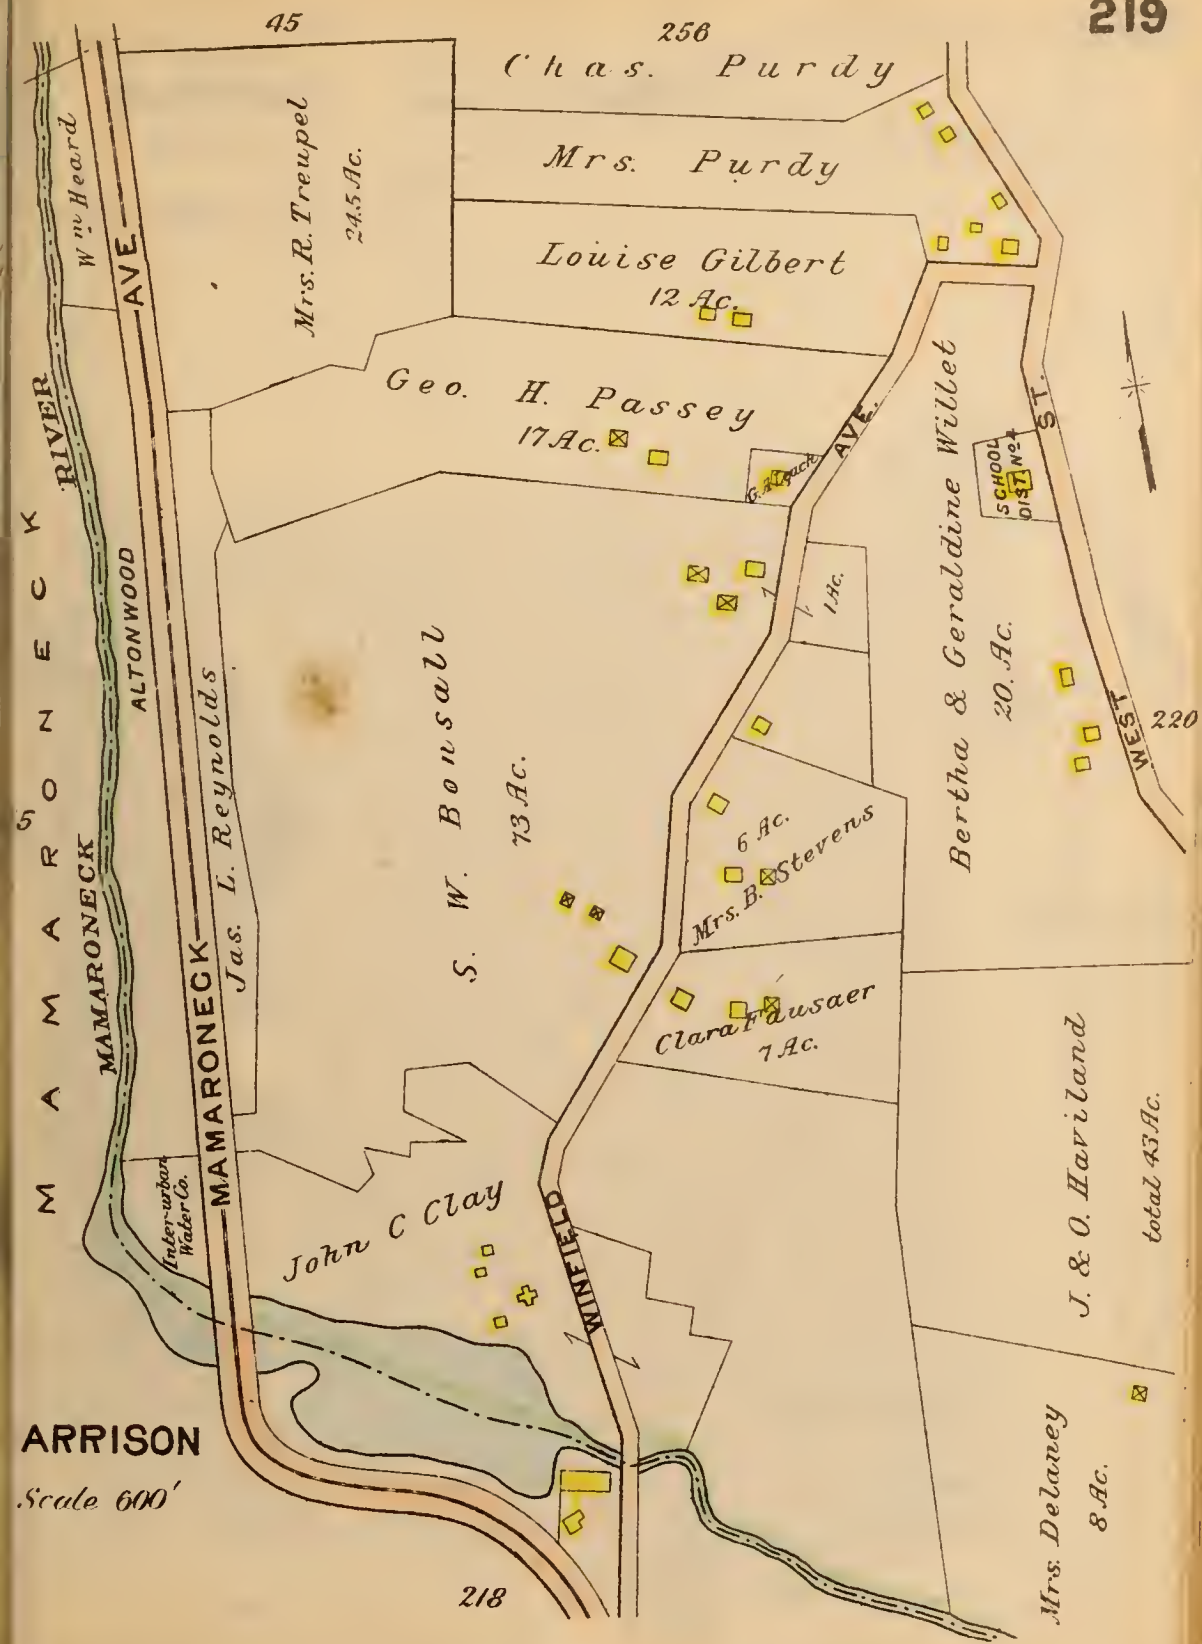 219
45
256
Chas. Purdy
Mrs. Purdy
Louise Gilbert
12 Ac.
Wm Heard
Mrs. R. Treupel
24.5 Ac.
AVE.
Geo. H. Passey
17 Ac.
AVE.
ST.
SCHOOL
DIST. No 4
RIVER
ALTONWOOD
1 Ac.
Bertha & Geraldine Willet
20. Ac.
WEST
220
MAMARONECK
5
MAMARONECK
Jas. L. Reynolds
S. W. Bonsall
73 Ac.
6 Ac.
Mrs. B. Stevens
Clara Fausaer
7 Ac.
MAMARONECK
J. & O. Haviland
total 43 Ac.
Inter-urban
Water Co.
John C Clay
WINFIELD
ARRISON
Scale 600'
Mrs. Delaney
8 Ac.
218